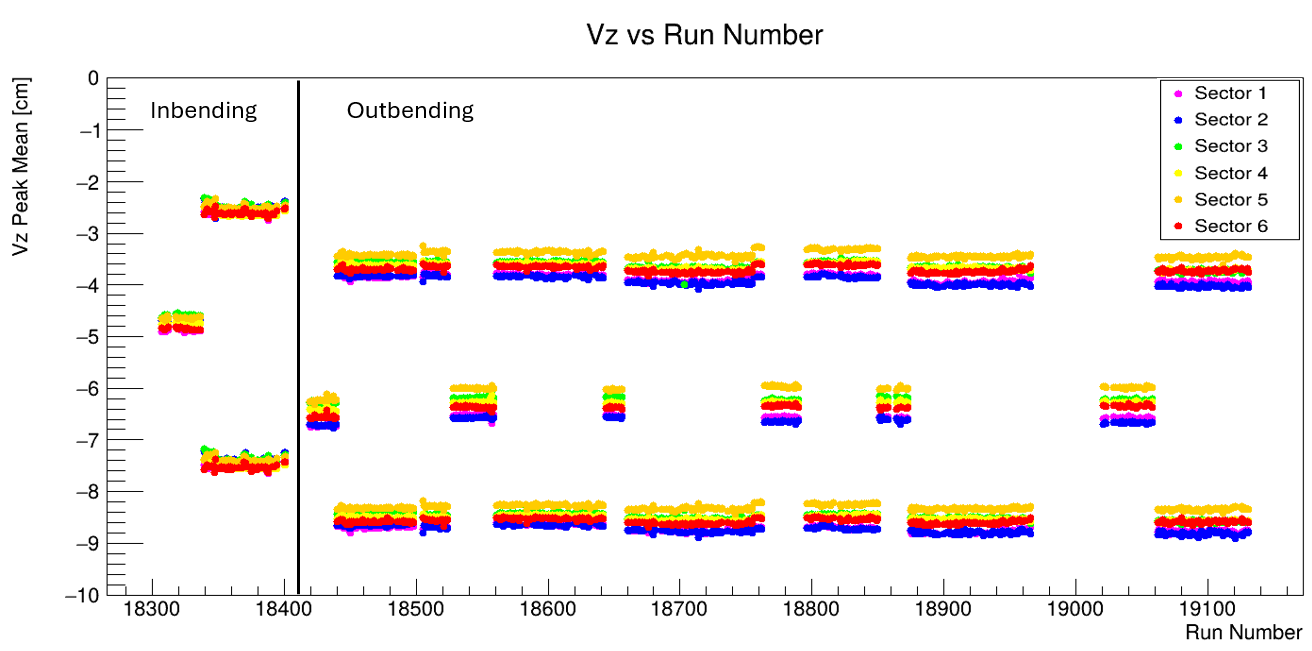 Vz vs Run Number
Vz Peak Mean [cm]
0
−1
−2
−3
−4
−5
−6
−7
−8
−9
−10
Inbending
Outbending
Sector 1
Sector 2
Sector 3
Sector 4
Sector 5
Sector 6
18300 18400 18500 18600 18700 18800 18900 19000 19100
Run Number